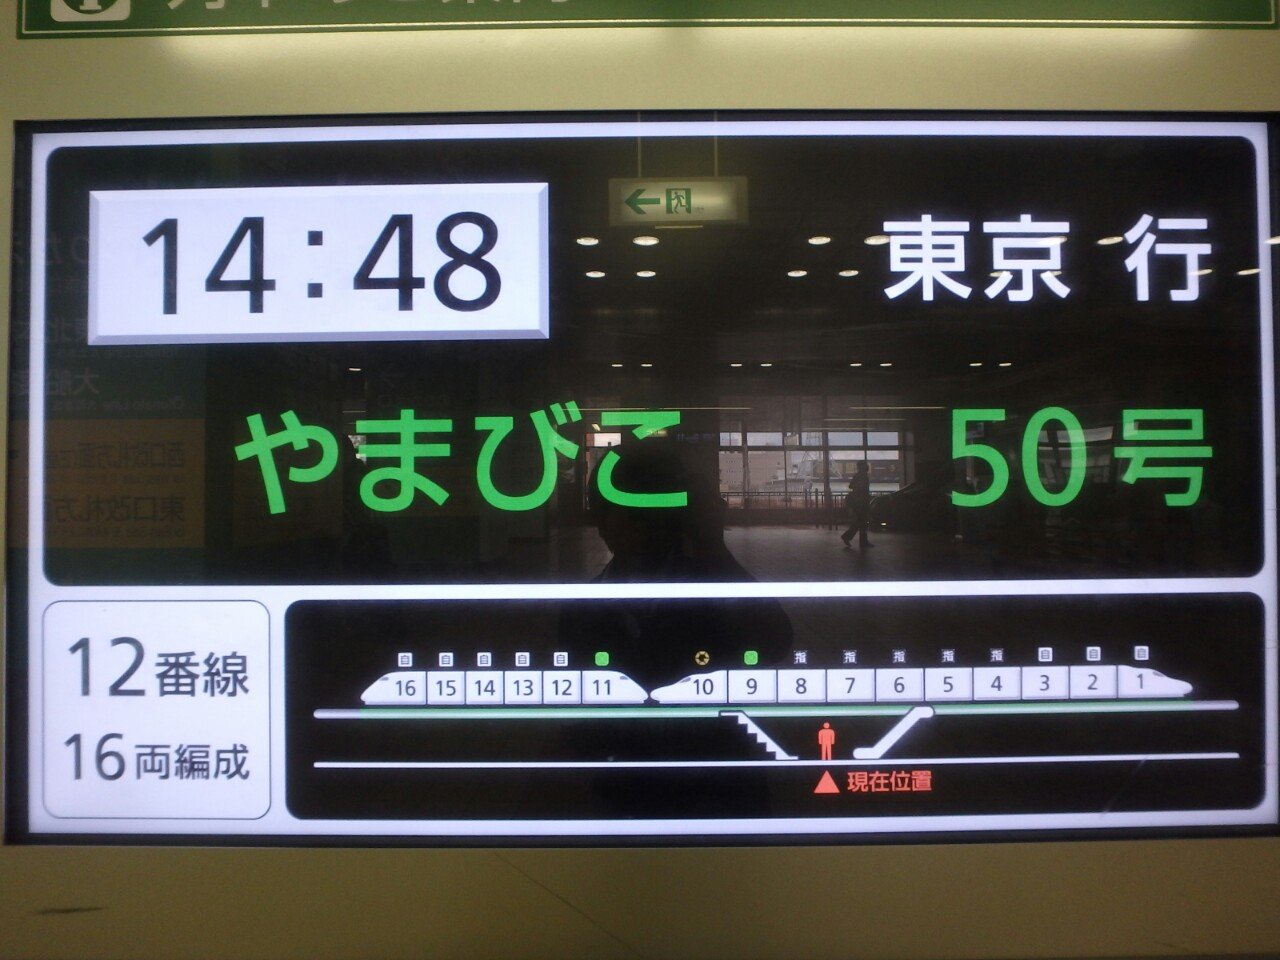 14:48 東京 行
やまびこ 50号
12番線
16両編成
自 自 自 自 自 指 指 指 指 指 自 自 自
16 15 14 13 12 11 10 9 8 7 6 5 4 3 2 1
▲現在位置